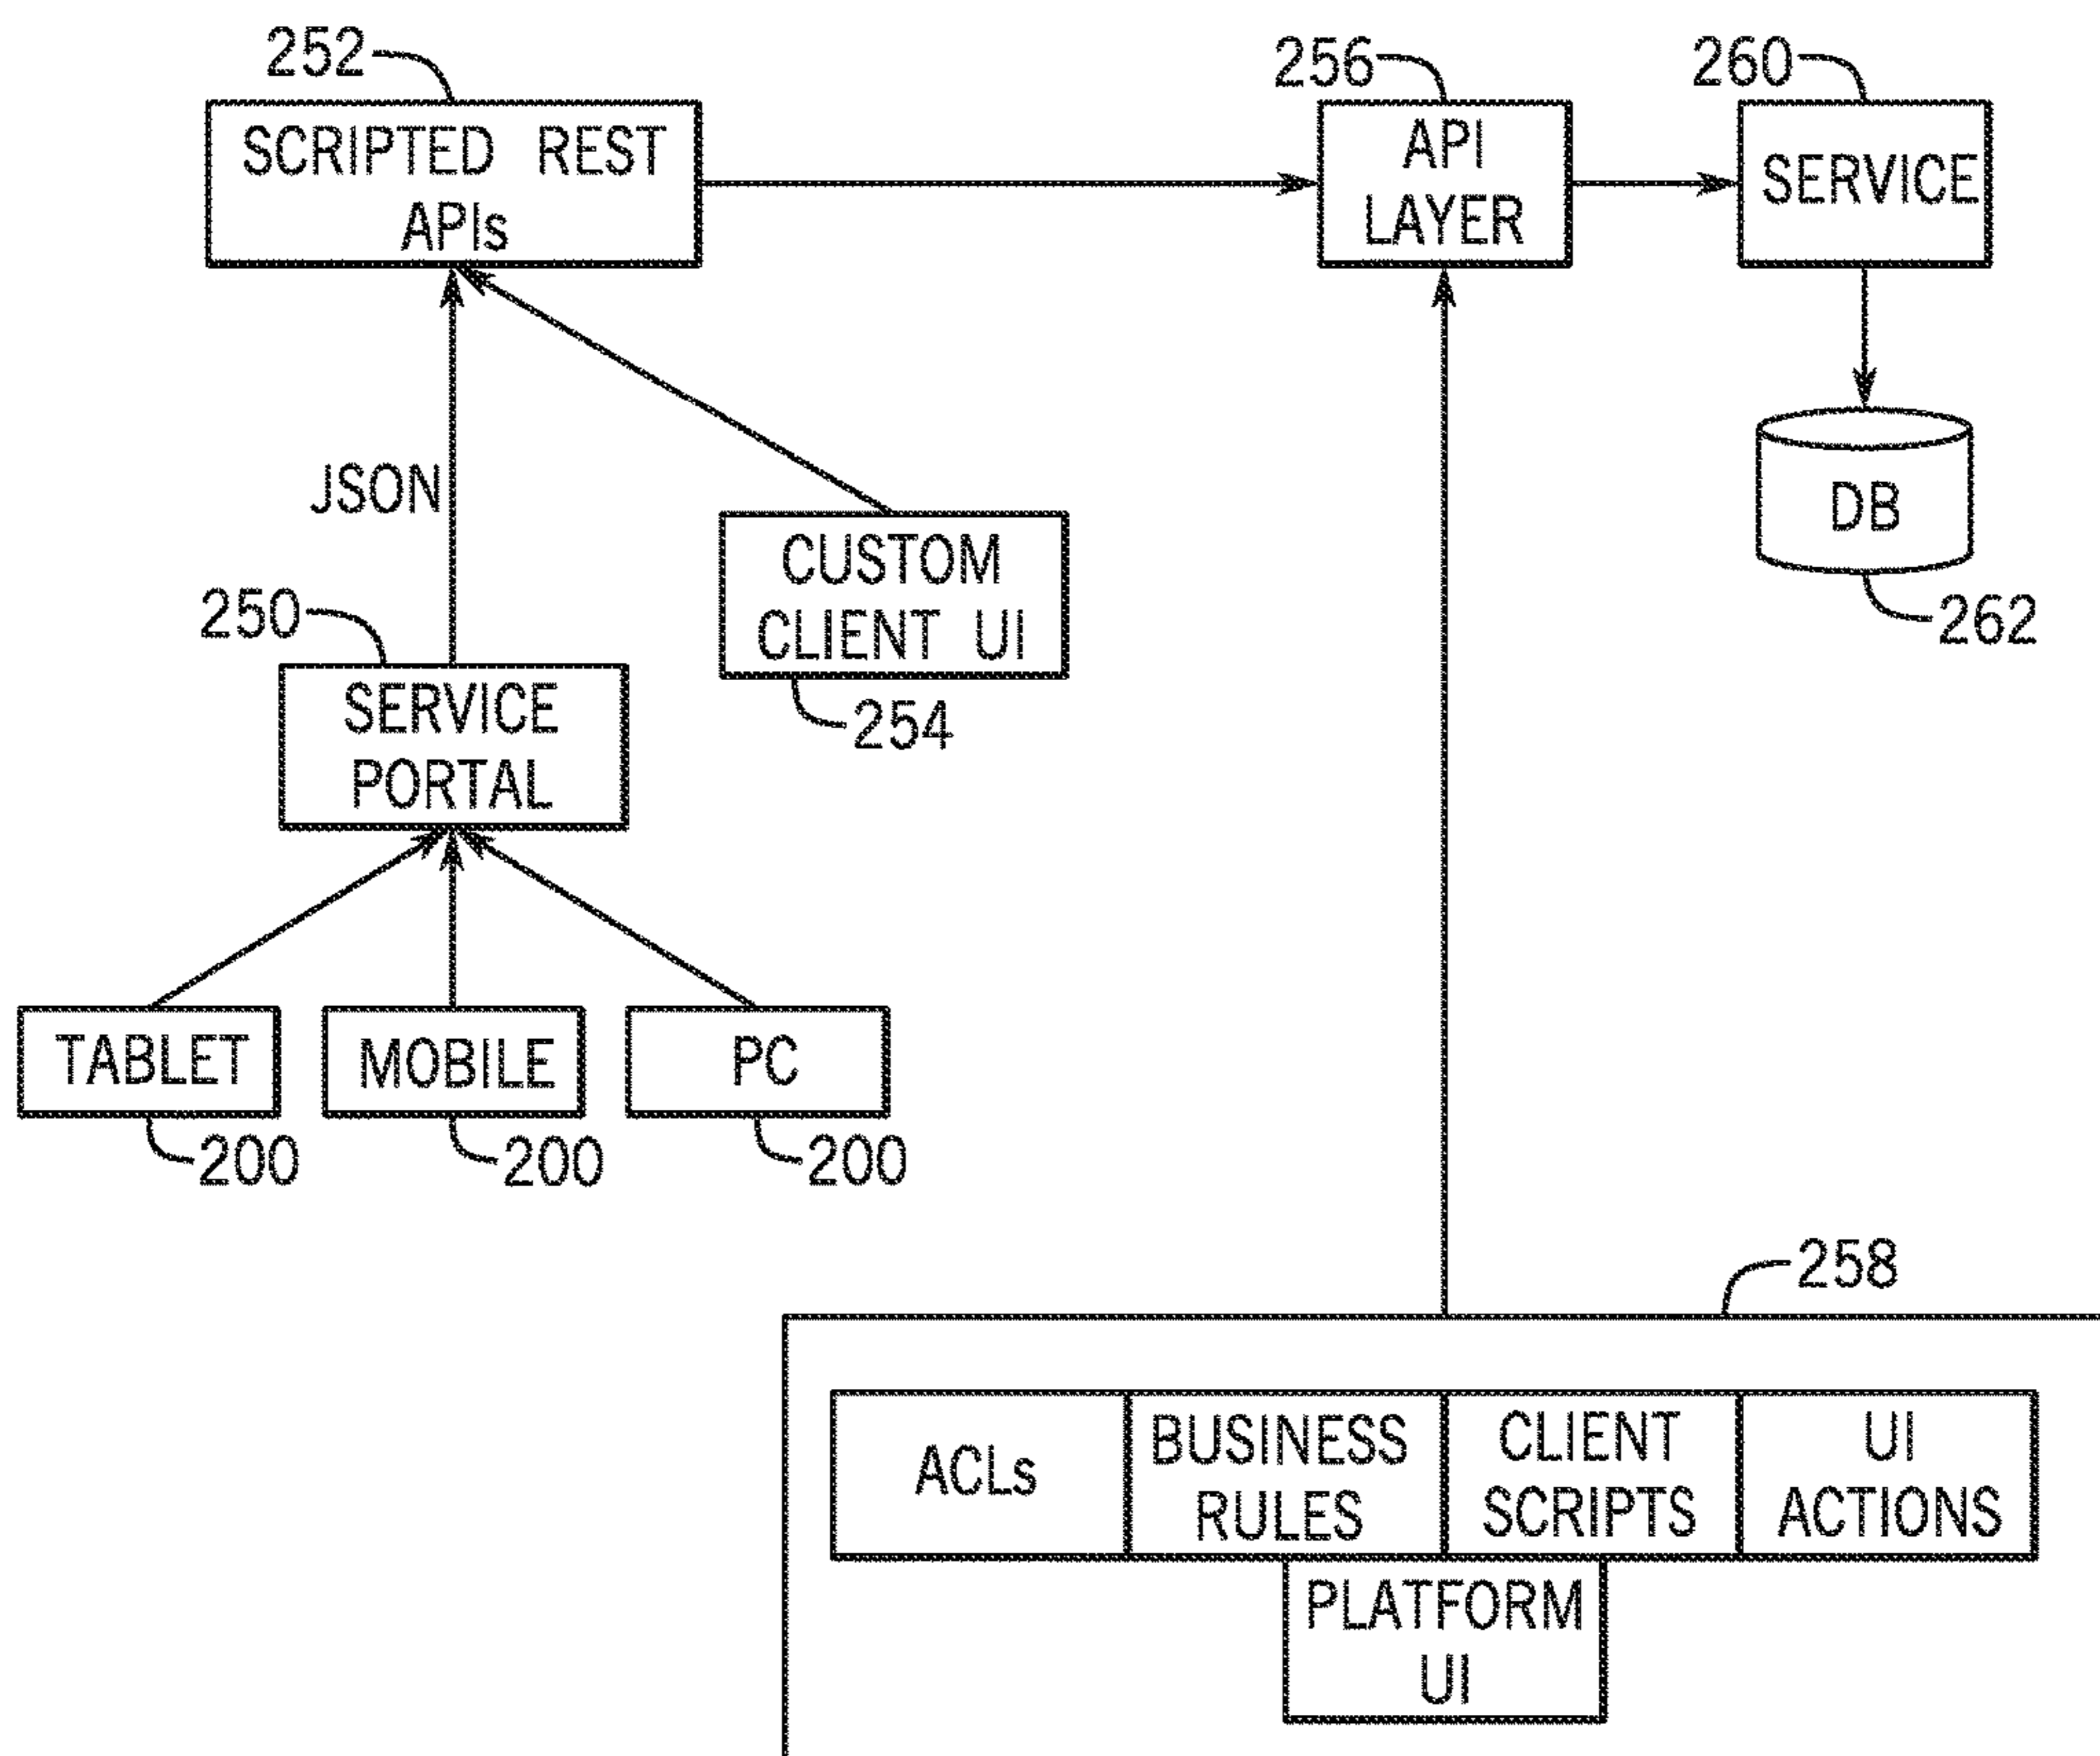 252
256
260
SCRIPTED REST
APIs
API
LAYER
SERVICE
JSON
DB
CUSTOM
CLIENT UI
250
262
SERVICE
PORTAL
254
TABLET
MOBILE
PC
200
200
200
258
ACLs
BUSINESS
RULES
CLIENT
SCRIPTS
UI
ACTIONS
PLATFORM
UI